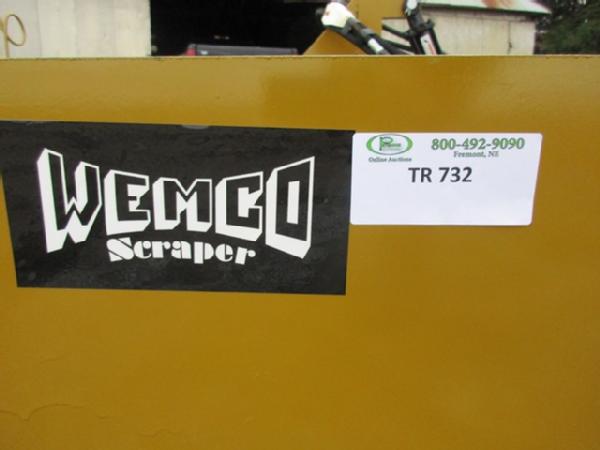 WEMCO
Scraper
800-492-9090
Fremont, NE
Online Auctions
TR 732